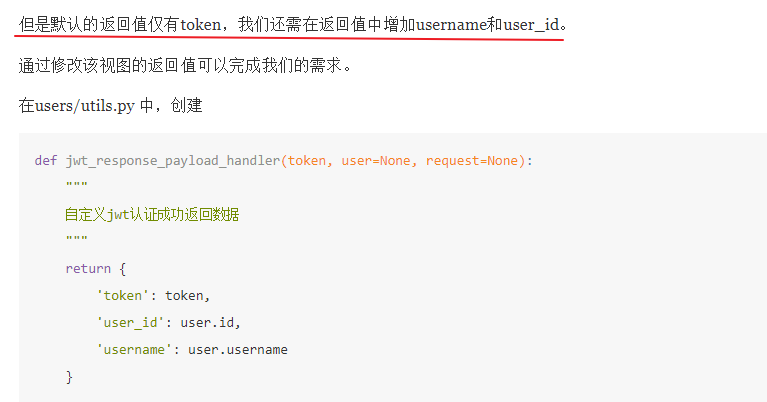 但是默认的返回值仅有token，我们还需在返回值中增加username和user_id。
通过修改该视图的返回值可以完成我们的需求。
在users/utils.py 中，创建
def jwt_response_payload_handler(token, user=None, request=None):
    """
    自定义jwt认证成功返回数据
    """
    return {
        'token': token,
        'user_id': user.id,
        'username': user.username
    }